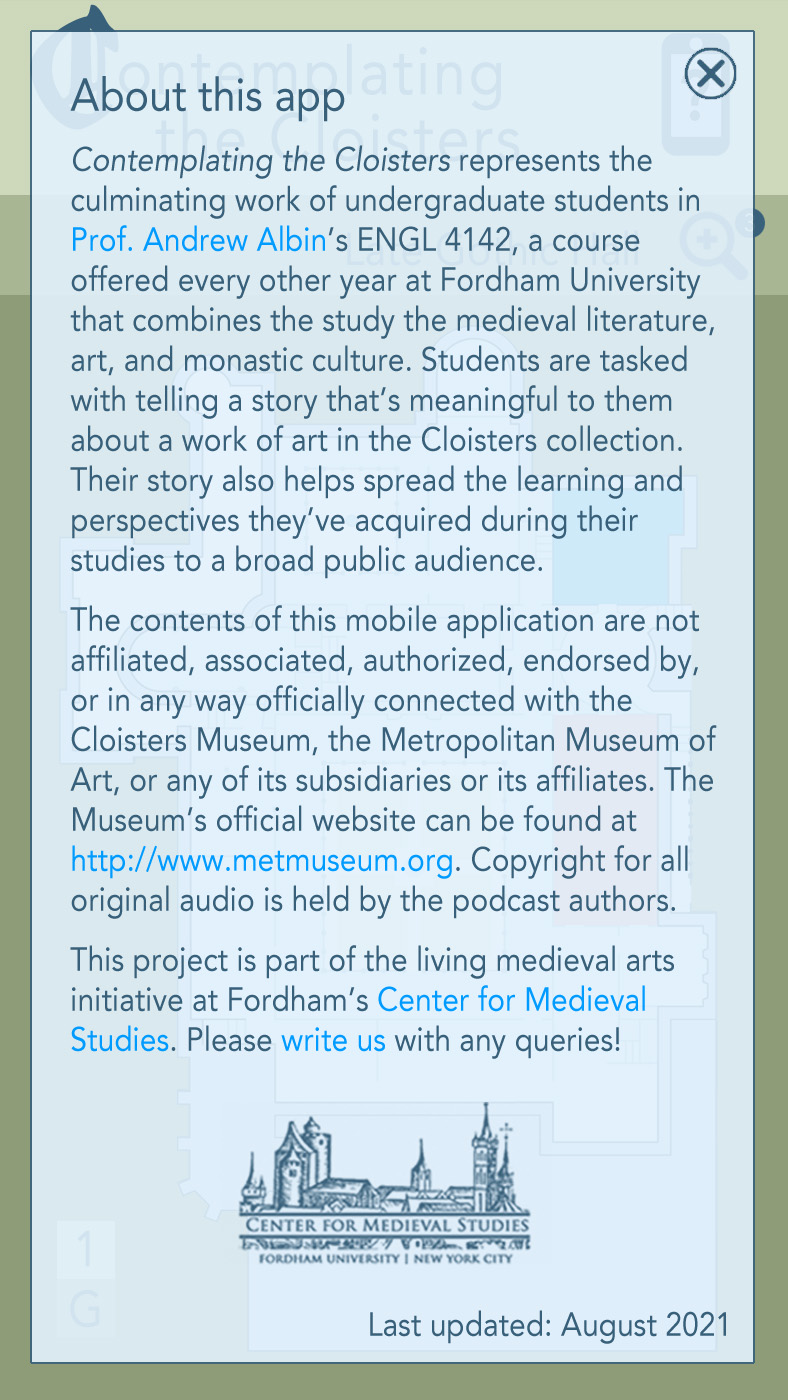 Contemplating
the Cloisters
Late Gothic Hall
3
About this app
Contemplating the Cloisters represents the
culminating work of undergraduate students in
Prof. Andrew Albin’s ENGL 4142, a course
offered every other year at Fordham University
that combines the study the medieval literature,
art, and monastic culture. Students are tasked
with telling a story that’s meaningful to them
about a work of art in the Cloisters collection.
Their story also helps spread the learning and
perspectives they’ve acquired during their
studies to a broad public audience.
The contents of this mobile application are not
affiliated, associated, authorized, endorsed by,
or in any way officially connected with the
Cloisters Museum, the Metropolitan Museum of
Art, or any of its subsidiaries or its affiliates. The
Museum’s official website can be found at
http://www.metmuseum.org. Copyright for all
original audio is held by the podcast authors.
This project is part of the living medieval arts
initiative at Fordham’s Center for Medieval
Studies. Please write us with any queries!
CENTER FOR MEDIEVAL STUDIES
FORDHAM UNIVERSITY | NEW YORK CITY
1
G
Last updated: August 2021